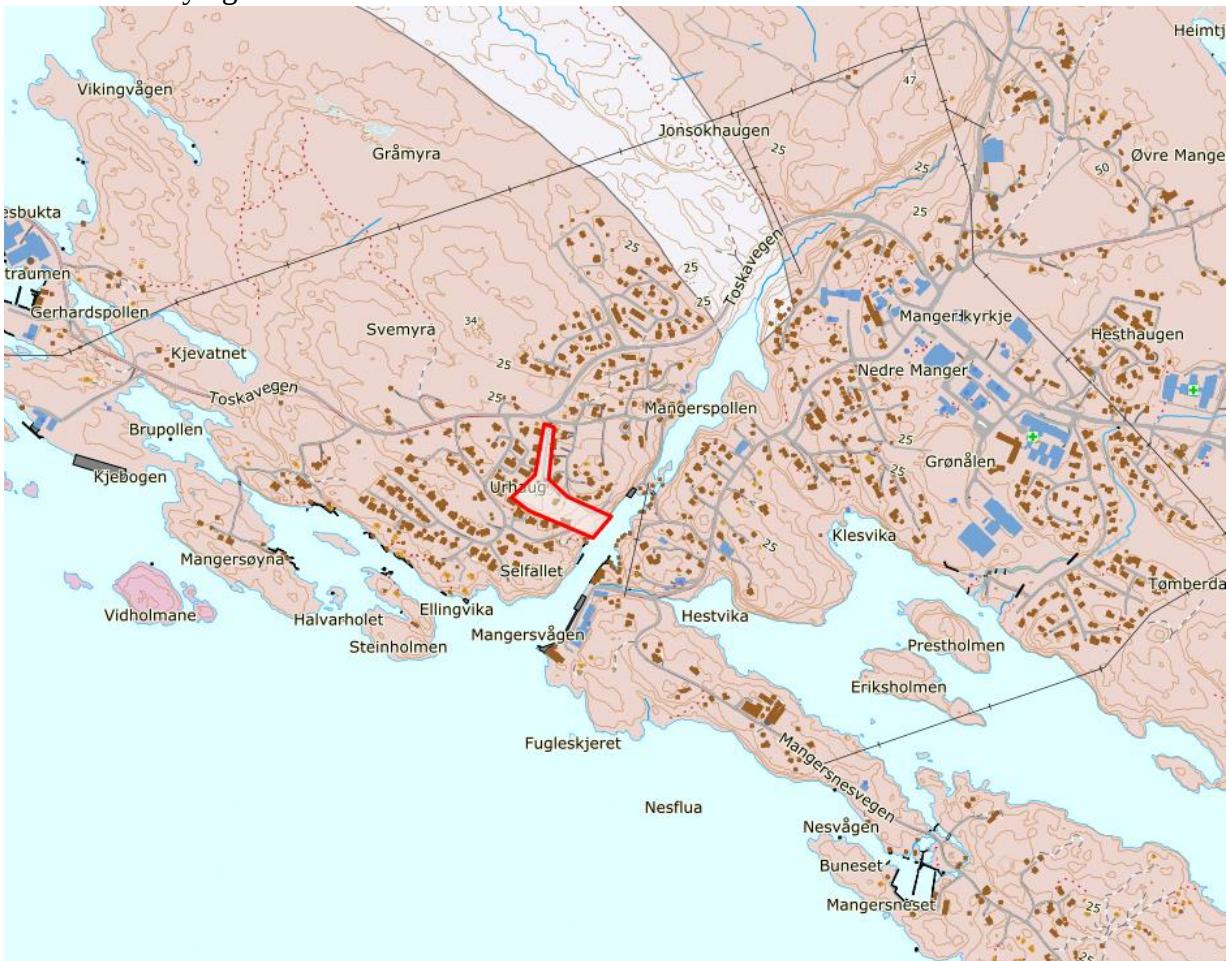 Heimtj
Vikingvågen
47
Jonsokhaugen
Gråmyra
25
Øvre Mange
25
50
esbukta
25
25
Toskavegen
25
traumen
25
Gerhardspollen
Svemyra
34
Manger kyrkje
Hesthaugen
Kjevatnet
25
Nedre Manger
Toskavegen
25
Mangerspollen
Brupollen
25
Kjebogen
Urhaug
Grønålen
25
Klesvika
Mangersøyna
Selfallet
Tømberda
Vidholmane
Halvarholet
Ellingvika
Hestvika
Steinholmen
Mangersvågen
Prestholmen
Eriksholmen
Fugleskjeret
Mangersnesvegen
Nesflua
Nesvågen
Buneset
Mangersneset
25